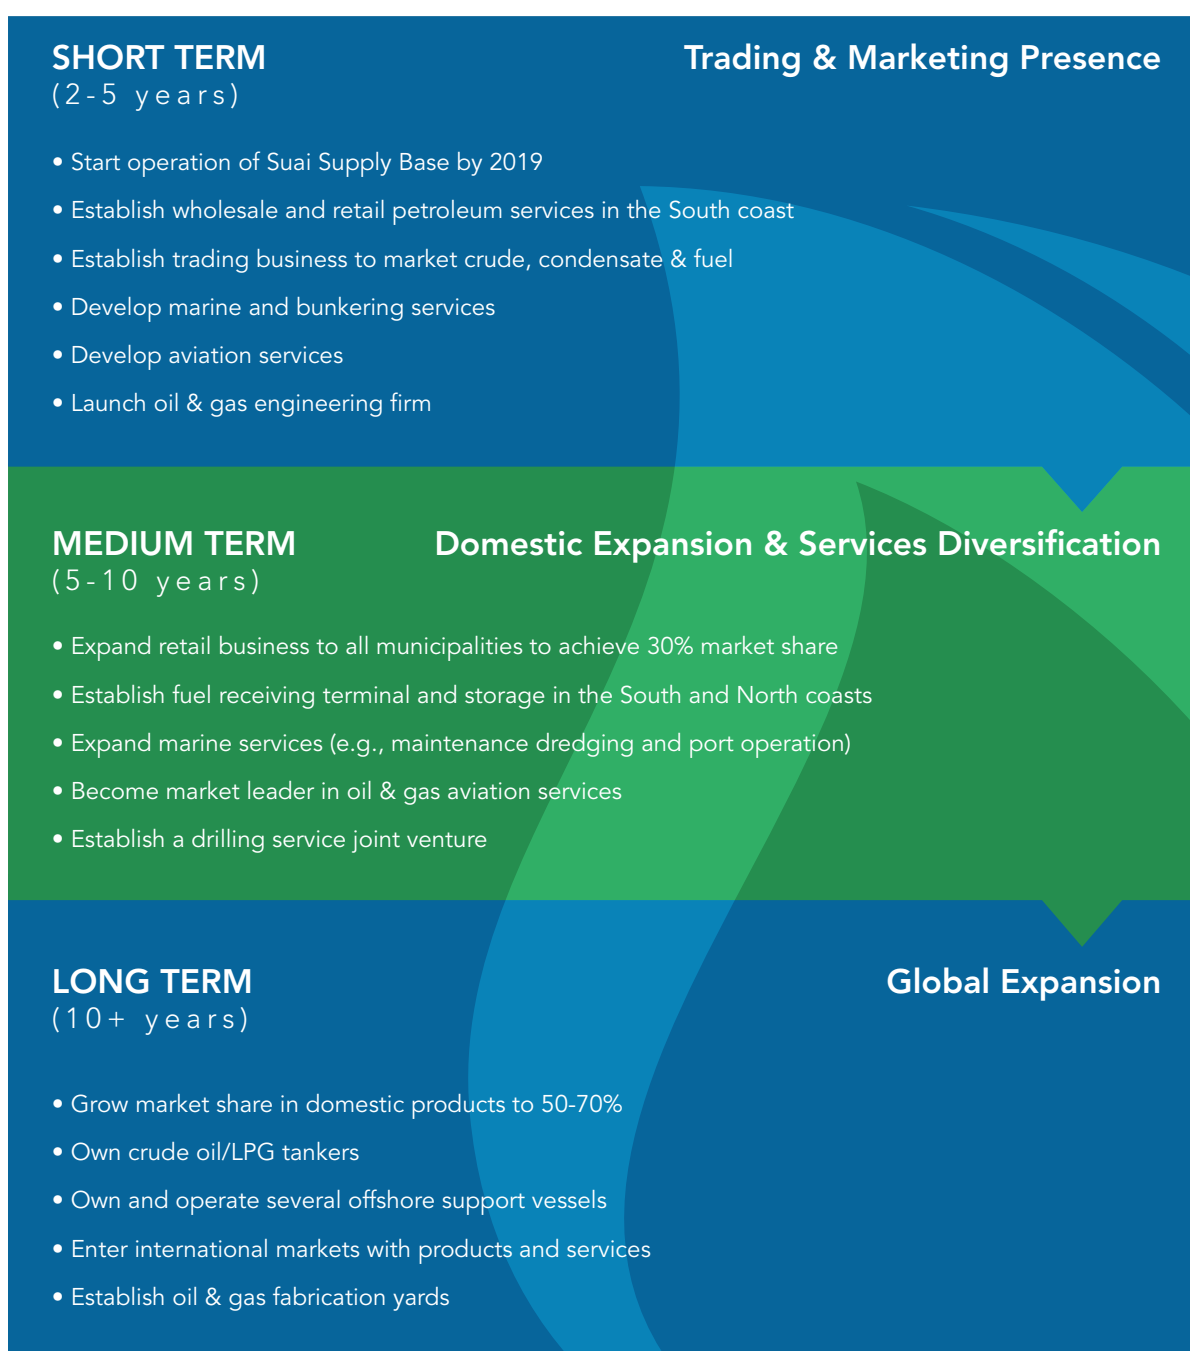 SHORT TERM
Trading & Marketing Presence
(2-5 years)
• Start operation of Suai Supply Base by 2019
• Establish wholesale and retail petroleum services in the South coast
• Establish trading business to market crude, condensate & fuel
• Develop marine and bunkering services
• Develop aviation services
• Launch oil & gas engineering firm
MEDIUM TERM
Domestic Expansion & Services Diversification
(5-10 years)
• Expand retail business to all municipalities to achieve 30% market share
• Establish fuel receiving terminal and storage in the South and North coasts
• Expand marine services (e.g., maintenance dredging and port operation)
• Become market leader in oil & gas aviation services
• Establish a drilling service joint venture
LONG TERM
Global Expansion
(10+ years)
• Grow market share in domestic products to 50-70%
• Own crude oil/LPG tankers
• Own and operate several offshore support vessels
• Enter international markets with products and services
• Establish oil & gas fabrication yards